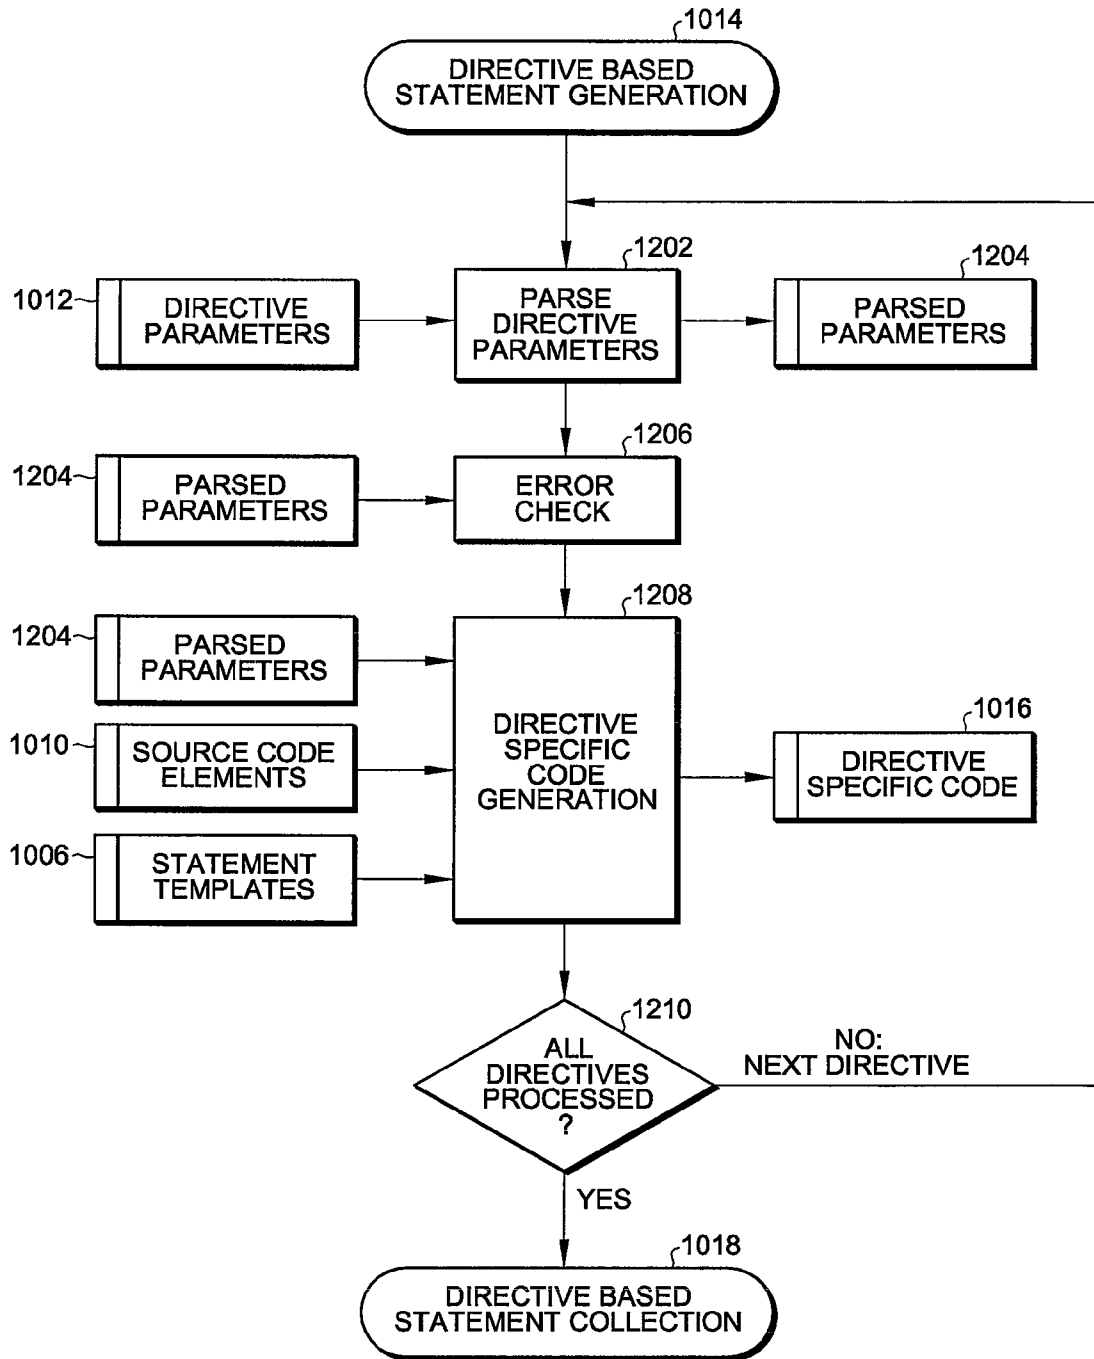 1014
DIRECTIVE BASED
STATEMENT GENERATION
1202
1204
1012
DIRECTIVE
PARAMETERS
PARSE
DIRECTIVE
PARAMETERS
PARSED
PARAMETERS
1206
1204
PARSED
PARAMETERS
ERROR
CHECK
1208
1204
PARSED
PARAMETERS
1010
SOURCE CODE
ELEMENTS
1006
STATEMENT
TEMPLATES
DIRECTIVE
SPECIFIC
CODE
GENERATION
1016
DIRECTIVE
SPECIFIC CODE
1210
ALL
DIRECTIVES
PROCESSED
?
NO:
NEXT DIRECTIVE
YES
1018
DIRECTIVE BASED
STATEMENT COLLECTION